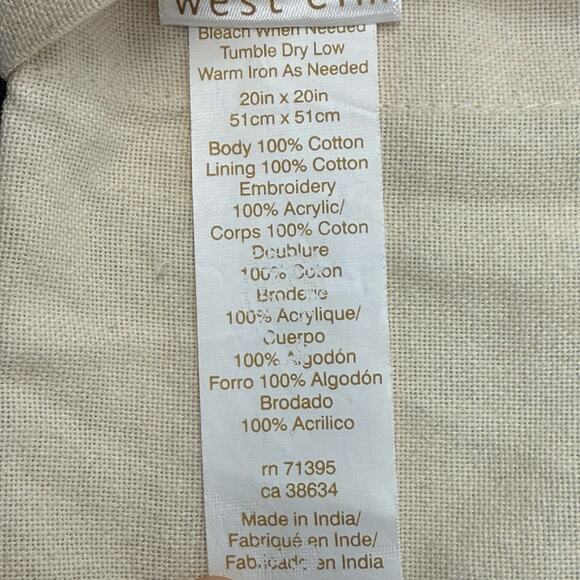 west elm
Bleach When Needed
Tumble Dry Low
Warm Iron As Needed
20in x 20in
51cm x 51cm
Body 100% Cotton
Lining 100% Cotton
Embroidery
100% Acrylic/
Corps 100% Coton
Doublure
100% Coton
Broderie
100% Acrylique/
Cuerpo
100% Algodón
Forro 100% Algodón
Brodado
100% Acrilico
rn 71395
ca 38634
Made in India/
Fabriqué en Inde/
Fabricado en India